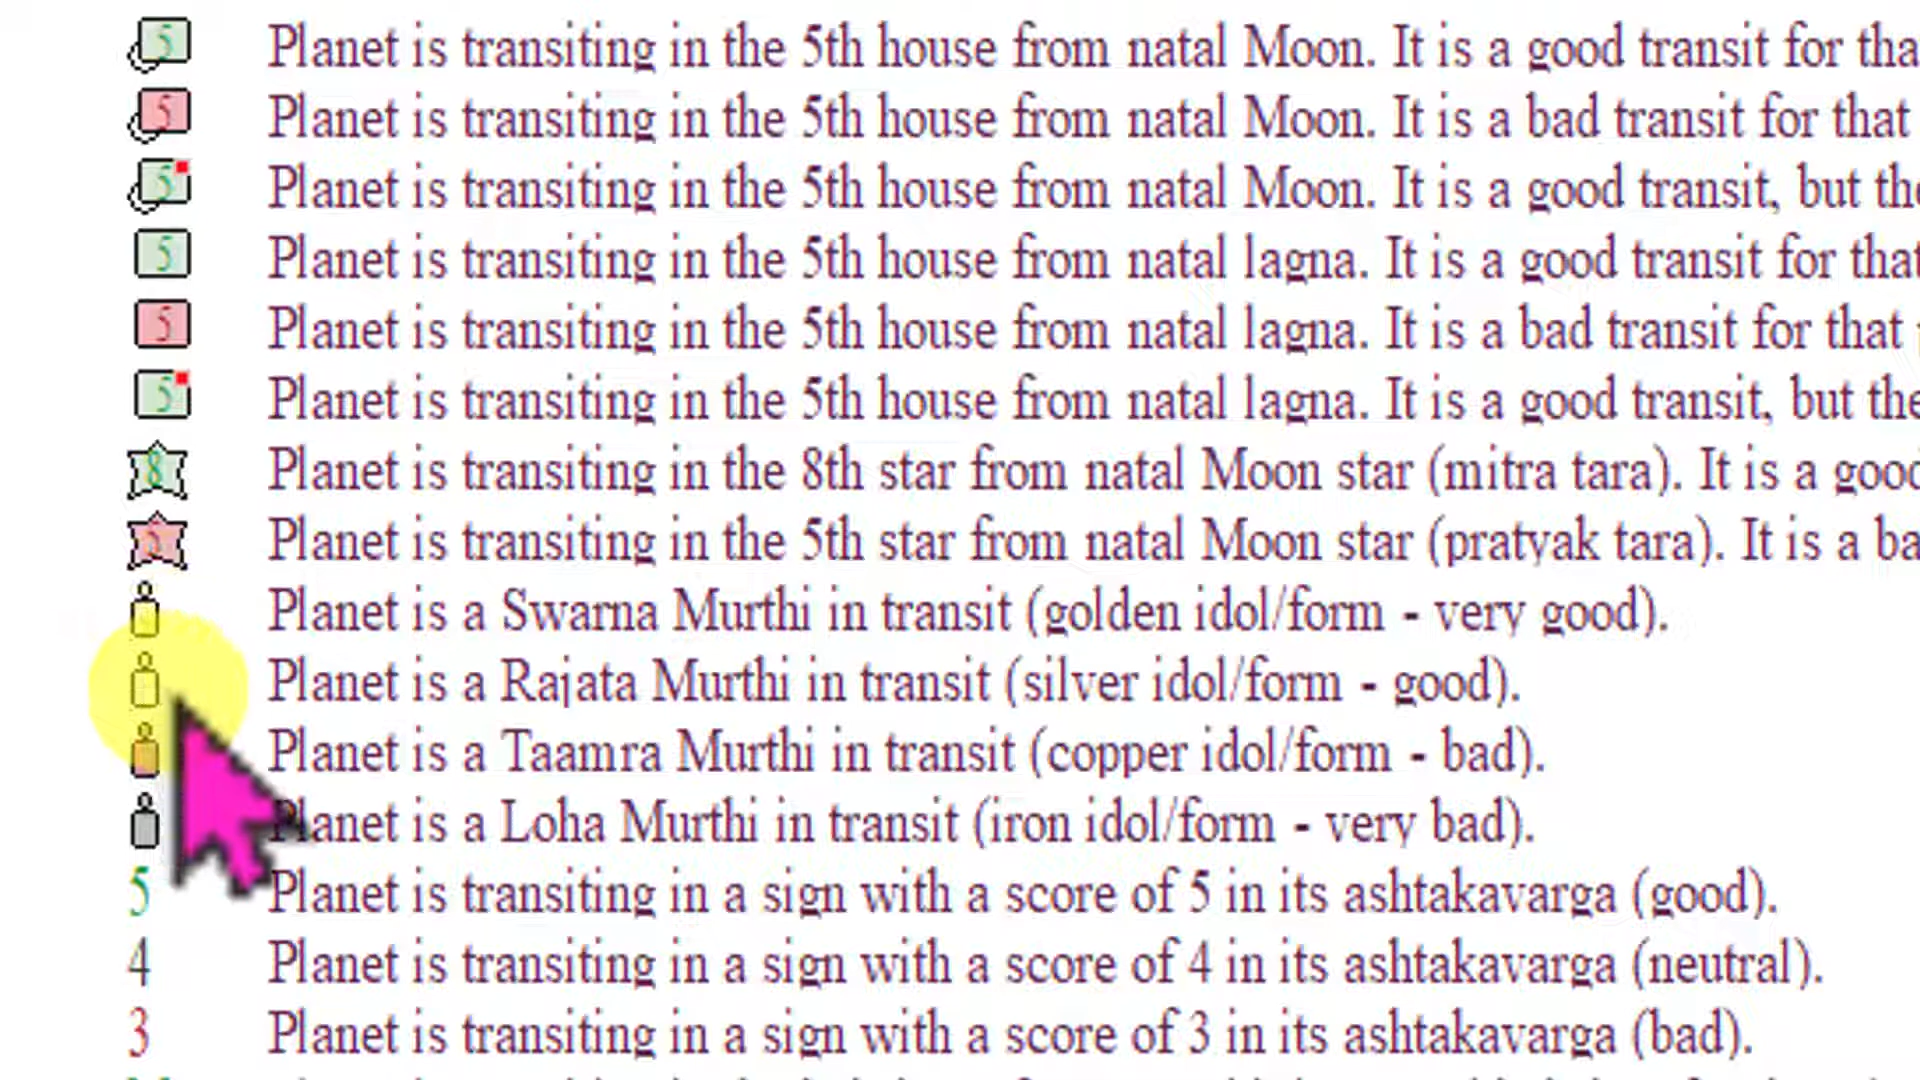 5 Planet is transiting in the 5th house from natal Moon. It is a good transit for
5 Planet is transiting in the 5th house from natal Moon. It is a bad transit for that
5 Planet is transiting in the 5th house from natal Moon. It is a good transit, but
5 Planet is transiting in the 5th house from natal lagna. It is a good transit for that
5 Planet is transiting in the 5th house from natal lagna. It is a bad transit for that
5 Planet is transiting in the 5th house from natal lagna. It is a good transit, but the
8 Planet is transiting in the 8th star from natal Moon star (mitra tara). It is a good
5 Planet is transiting in the 5th star from natal Moon star (pratyak tara). It is a
Planet is a Swarna Murthi in transit (golden idol/form - very good).
Planet is a Rajata Murthi in transit (silver idol/form - good).
Planet is a Taamra Murthi in transit (copper idol/form - bad).
Planet is a Loha Murthi in transit (iron idol/form - very bad).
5 Planet is transiting in a sign with a score of 5 in its ashtakavarga (good).
4 Planet is transiting in a sign with a score of 4 in its ashtakavarga (neutral).
3 Planet is transiting in a sign with a score of 3 in its ashtakavarga (bad).